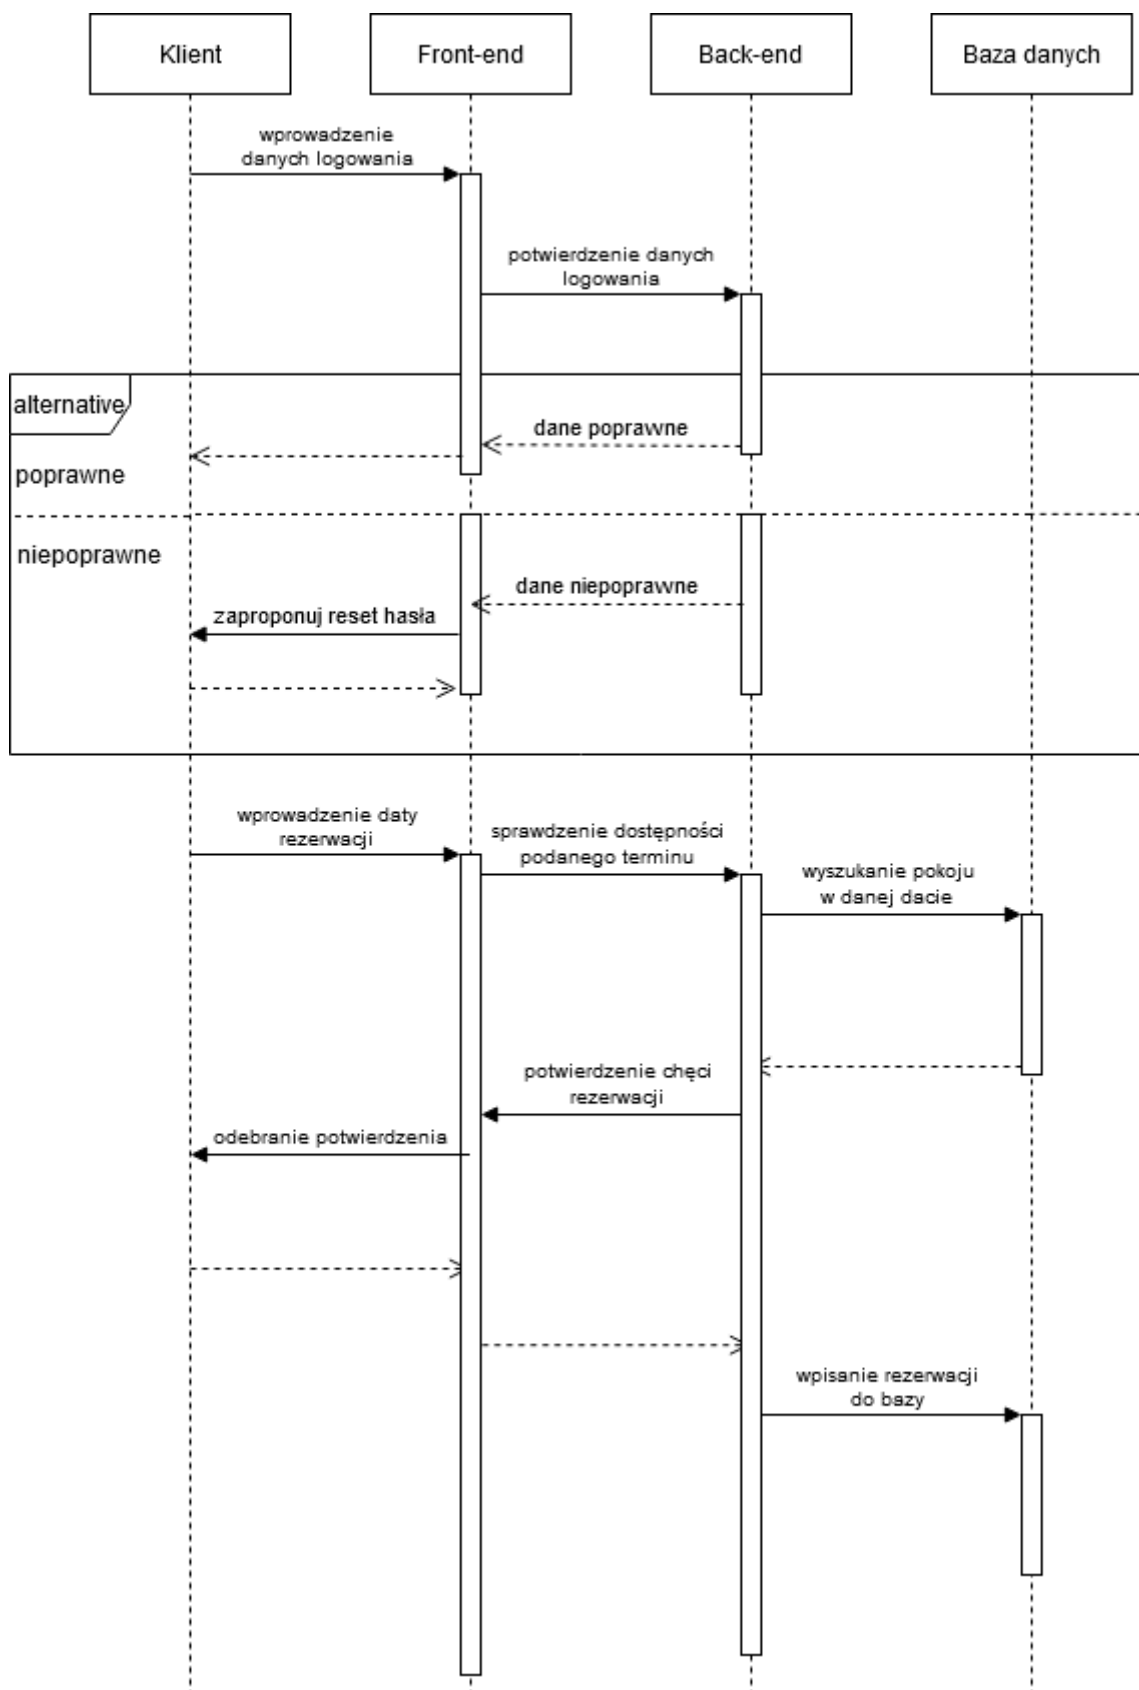 Klient
Front-end
Back-end
Baza danych
wprowadzenie
danych logowania
potwierdzenie danych
logowania
alternative
dane poprawne
poprawne
niepoprawne
dane niepoprawne
zaproponuj reset hasła
wprowadzenie daty
rezerwacji
sprawdzenie dostępności
podanego terminu
wyszukanie pokoju
w danej dacie
potwierdzenie chęci
rezerwacji
odebranie potwierdzenia
wpisanie rezerwacji
do bazy